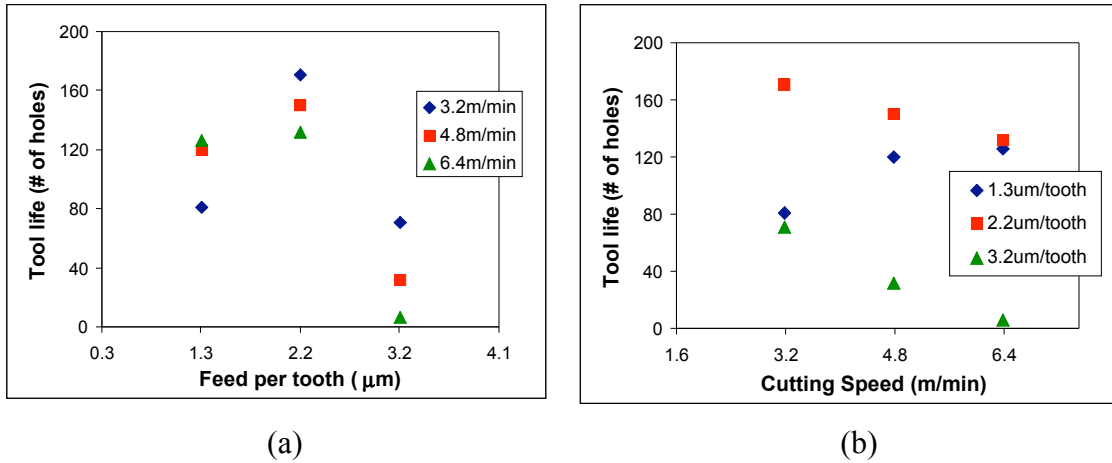 200
160
120
80
40
0
Tool life (# of holes)
3.2m/min
4.8m/min
6.4m/min
0.3 1.3 2.2 3.2 4.1
Feed per tooth ( μm)
(a)
200
160
120
80
40
0
Tool life (# of holes)
1.3um/tooth
2.2um/tooth
3.2um/tooth
1.6 3.2 4.8 6.4
Cutting Speed (m/min)
(b)